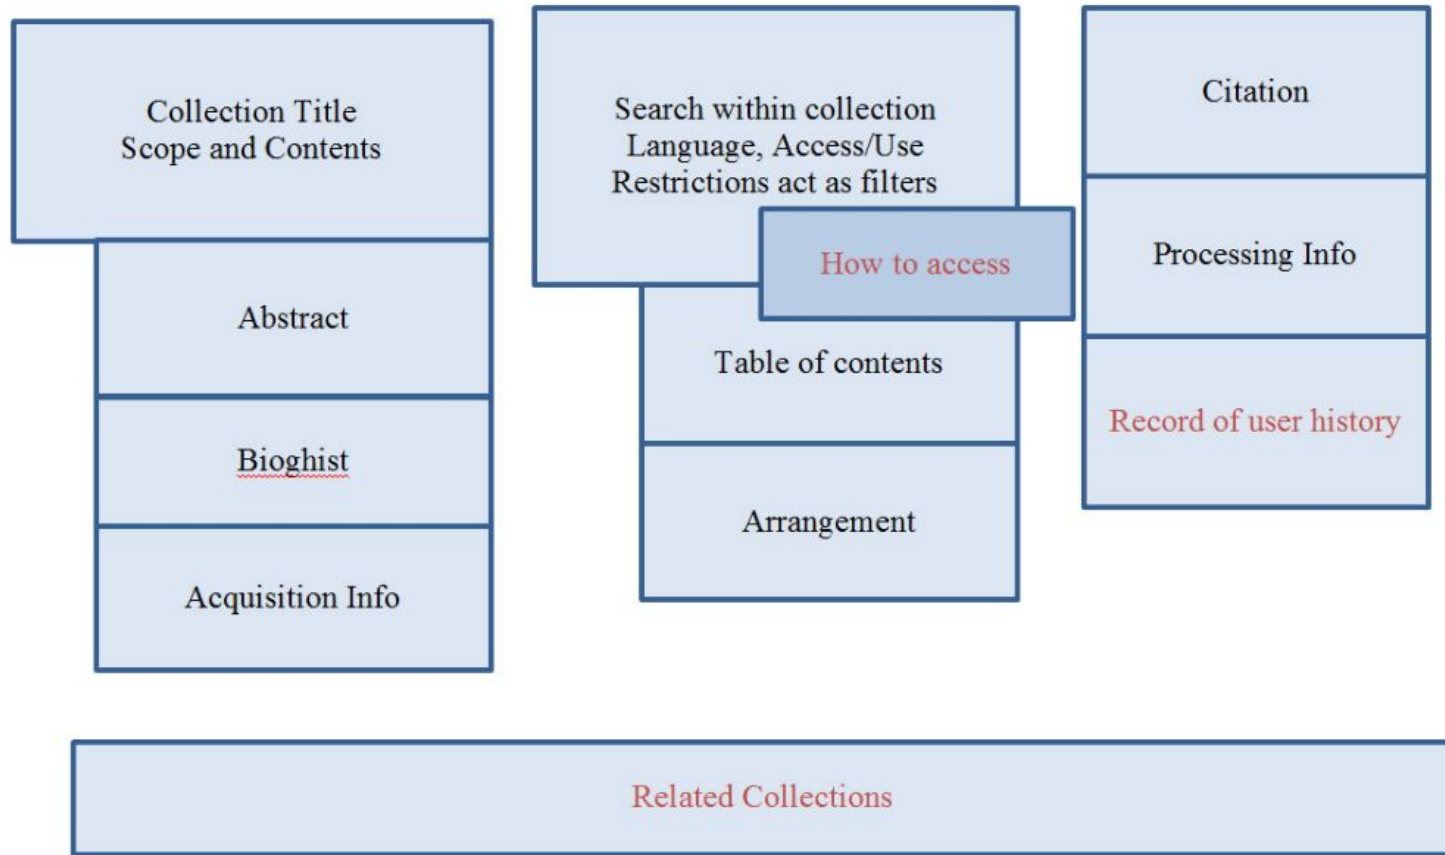 Collection Title
Scope and Contents
Abstract
Bioghist
Acquisition Info
Search within collection
Language, Access/Use
Restrictions act as filters
How to access
Table of contents
Arrangement
Citation
Processing Info
Record of user history
Related Collections